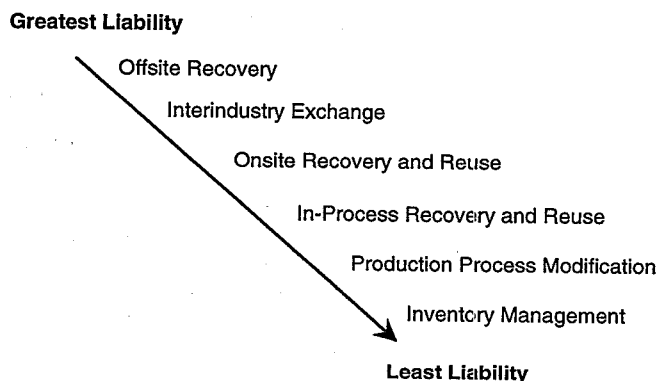 Greatest Liability
Offsite Recovery
Interindustry Exchange
Onsite Recovery and Reuse
In-Process Recovery and Reuse
Production Process Modification
Inventory Management
Least Liability